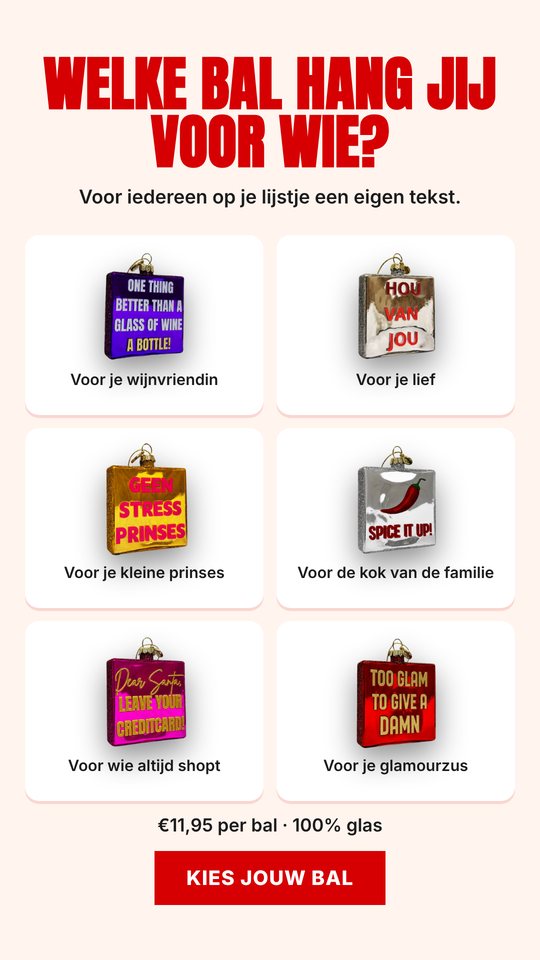 WELKE BAL HANG JIJ
VOOR WIE?
Voor iedereen op je lijstje een eigen tekst.
ONE THING
BETTER THAN A
GLASS OF WINE
A BOTTLE!
Voor je wijnvriendin
HOU
VAN
JOU
Voor je lief
GEEN
STRESS
PRINSES
Voor je kleine prinses
SPICE IT UP!
Voor de kok van de familie
Dear Santa,
LEAVE YOUR
CREDITCARD!
Voor wie altijd shopt
TOO GLAM
TO GIVE A
DAMN
Voor je glamourzus
€11,95 per bal · 100% glas
KIES JOUW BAL